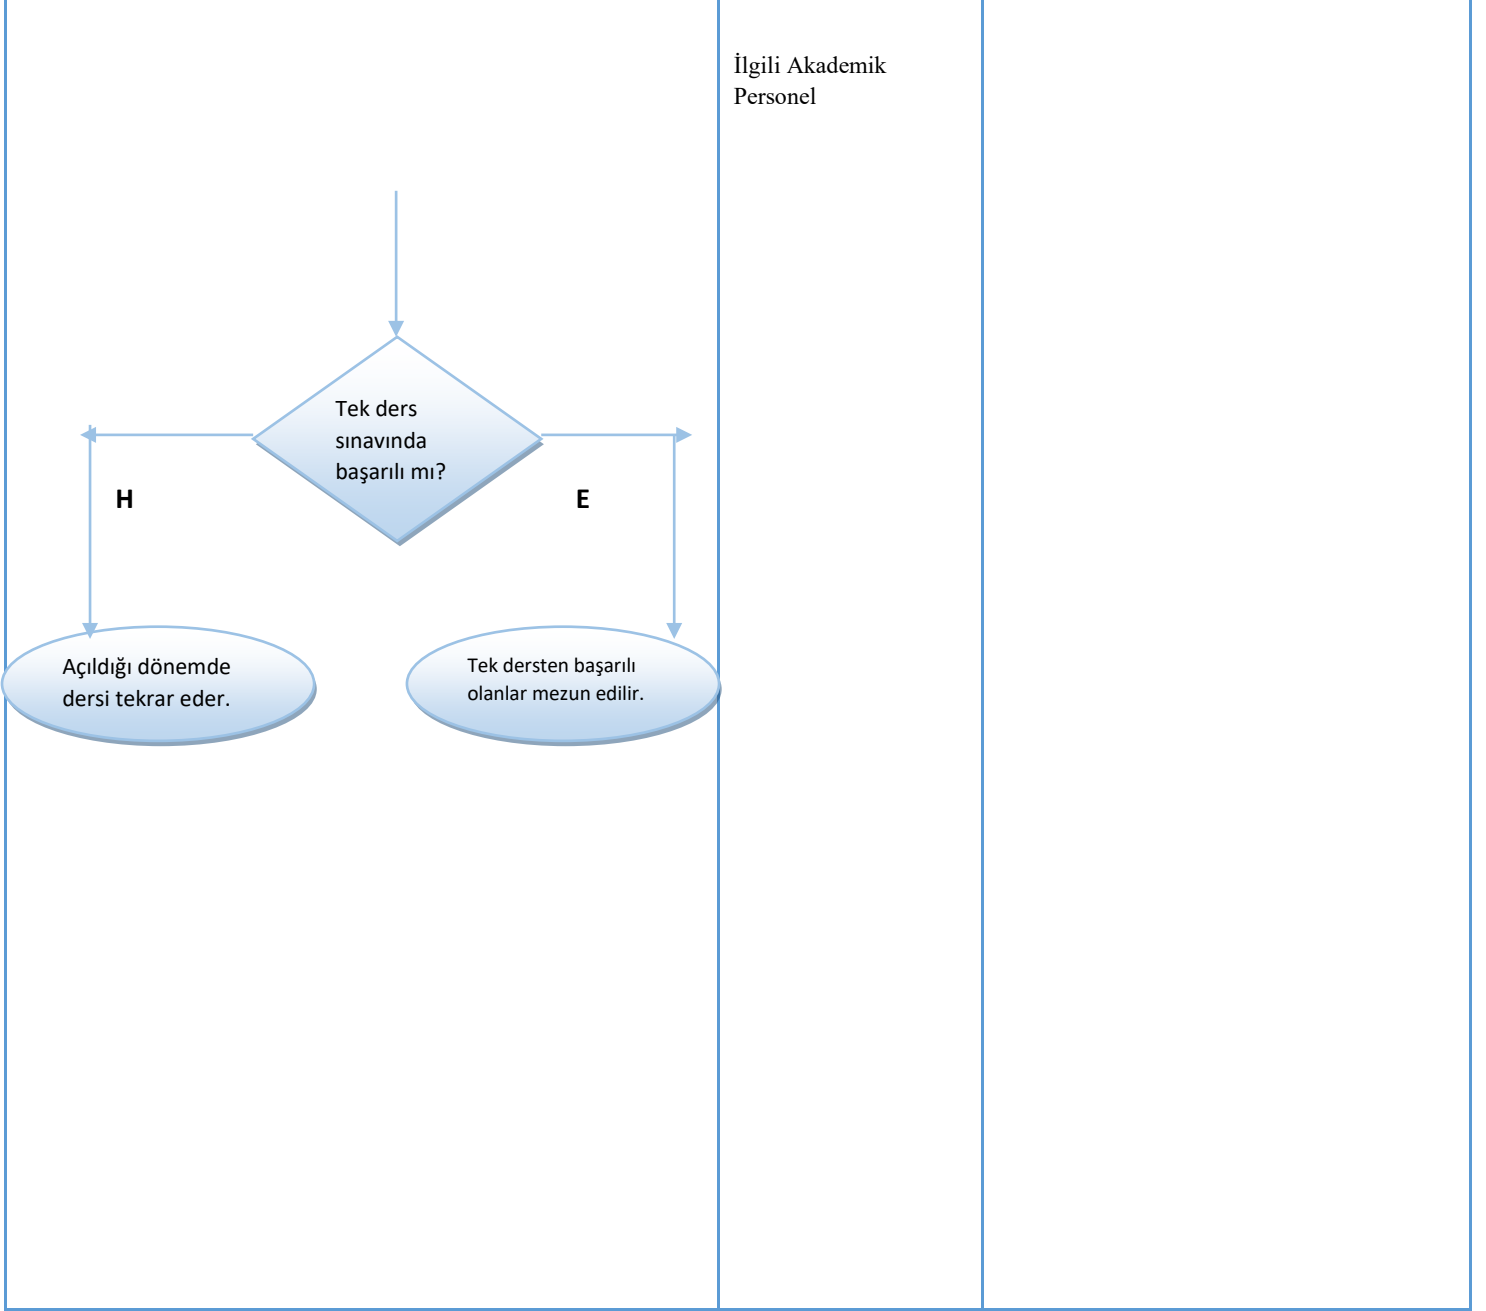 İlgili Akademik
Personel
Tek ders
sınavında
başarılı mı?
H
E
Açıldığı dönemde
dersi tekrar eder.
Tek dersten başarılı
olanlar mezun edilir.